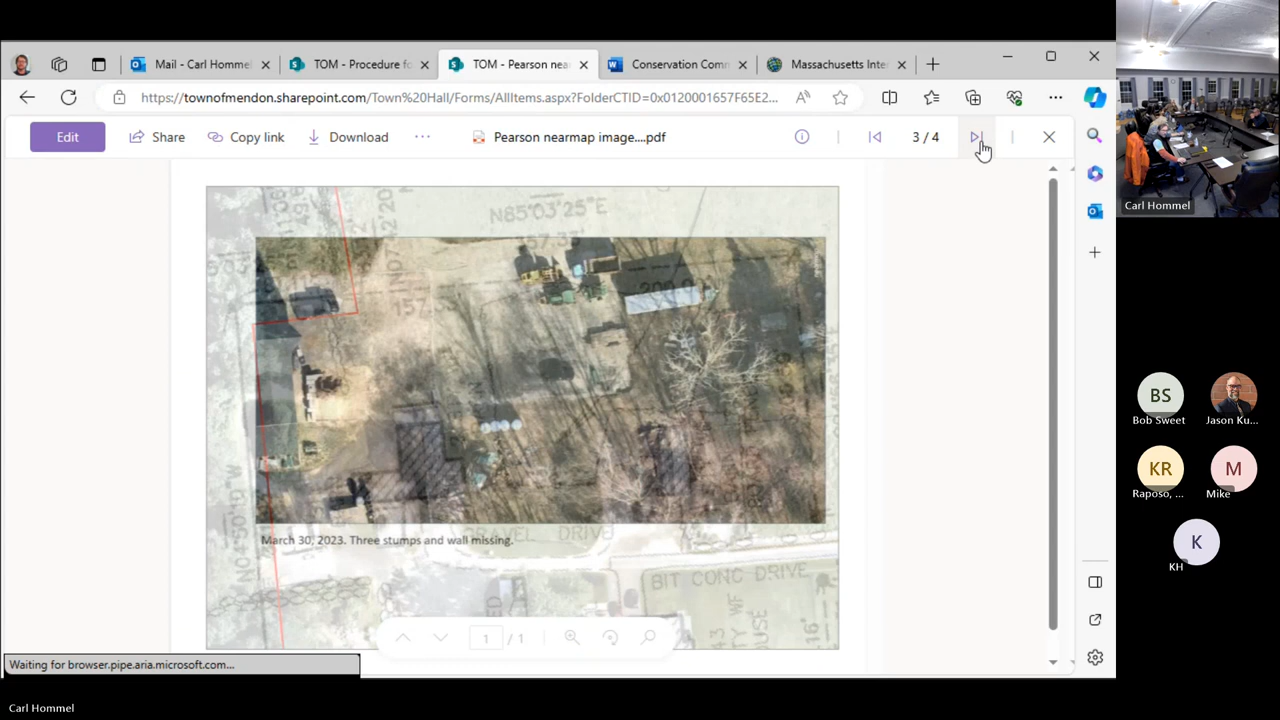 Mail - Carl Hommel
TOM - Procedure fo
TOM - Pearson nea
Conservation Comm
Massachusetts Inte
https://townofmendon.sharepoint.com/Town%20Hall/Forms/AllItems.aspx?FolderCTID=0x0120001657F65E2...
Edit
Share
Copy link
Download
Pearson nearmap image....pdf
3 / 4
N85°03'25"E
March 30, 2023. Three stumps and wall missing.
BIT CONC DRIVE
1 / 1
Waiting for browser.pipe.aria.microsoft.com...
Carl Hommel
Carl Hommel
BS
Bob Sweet
Jason Ku...
KR
Raposo, ...
M
Mike
K
KH